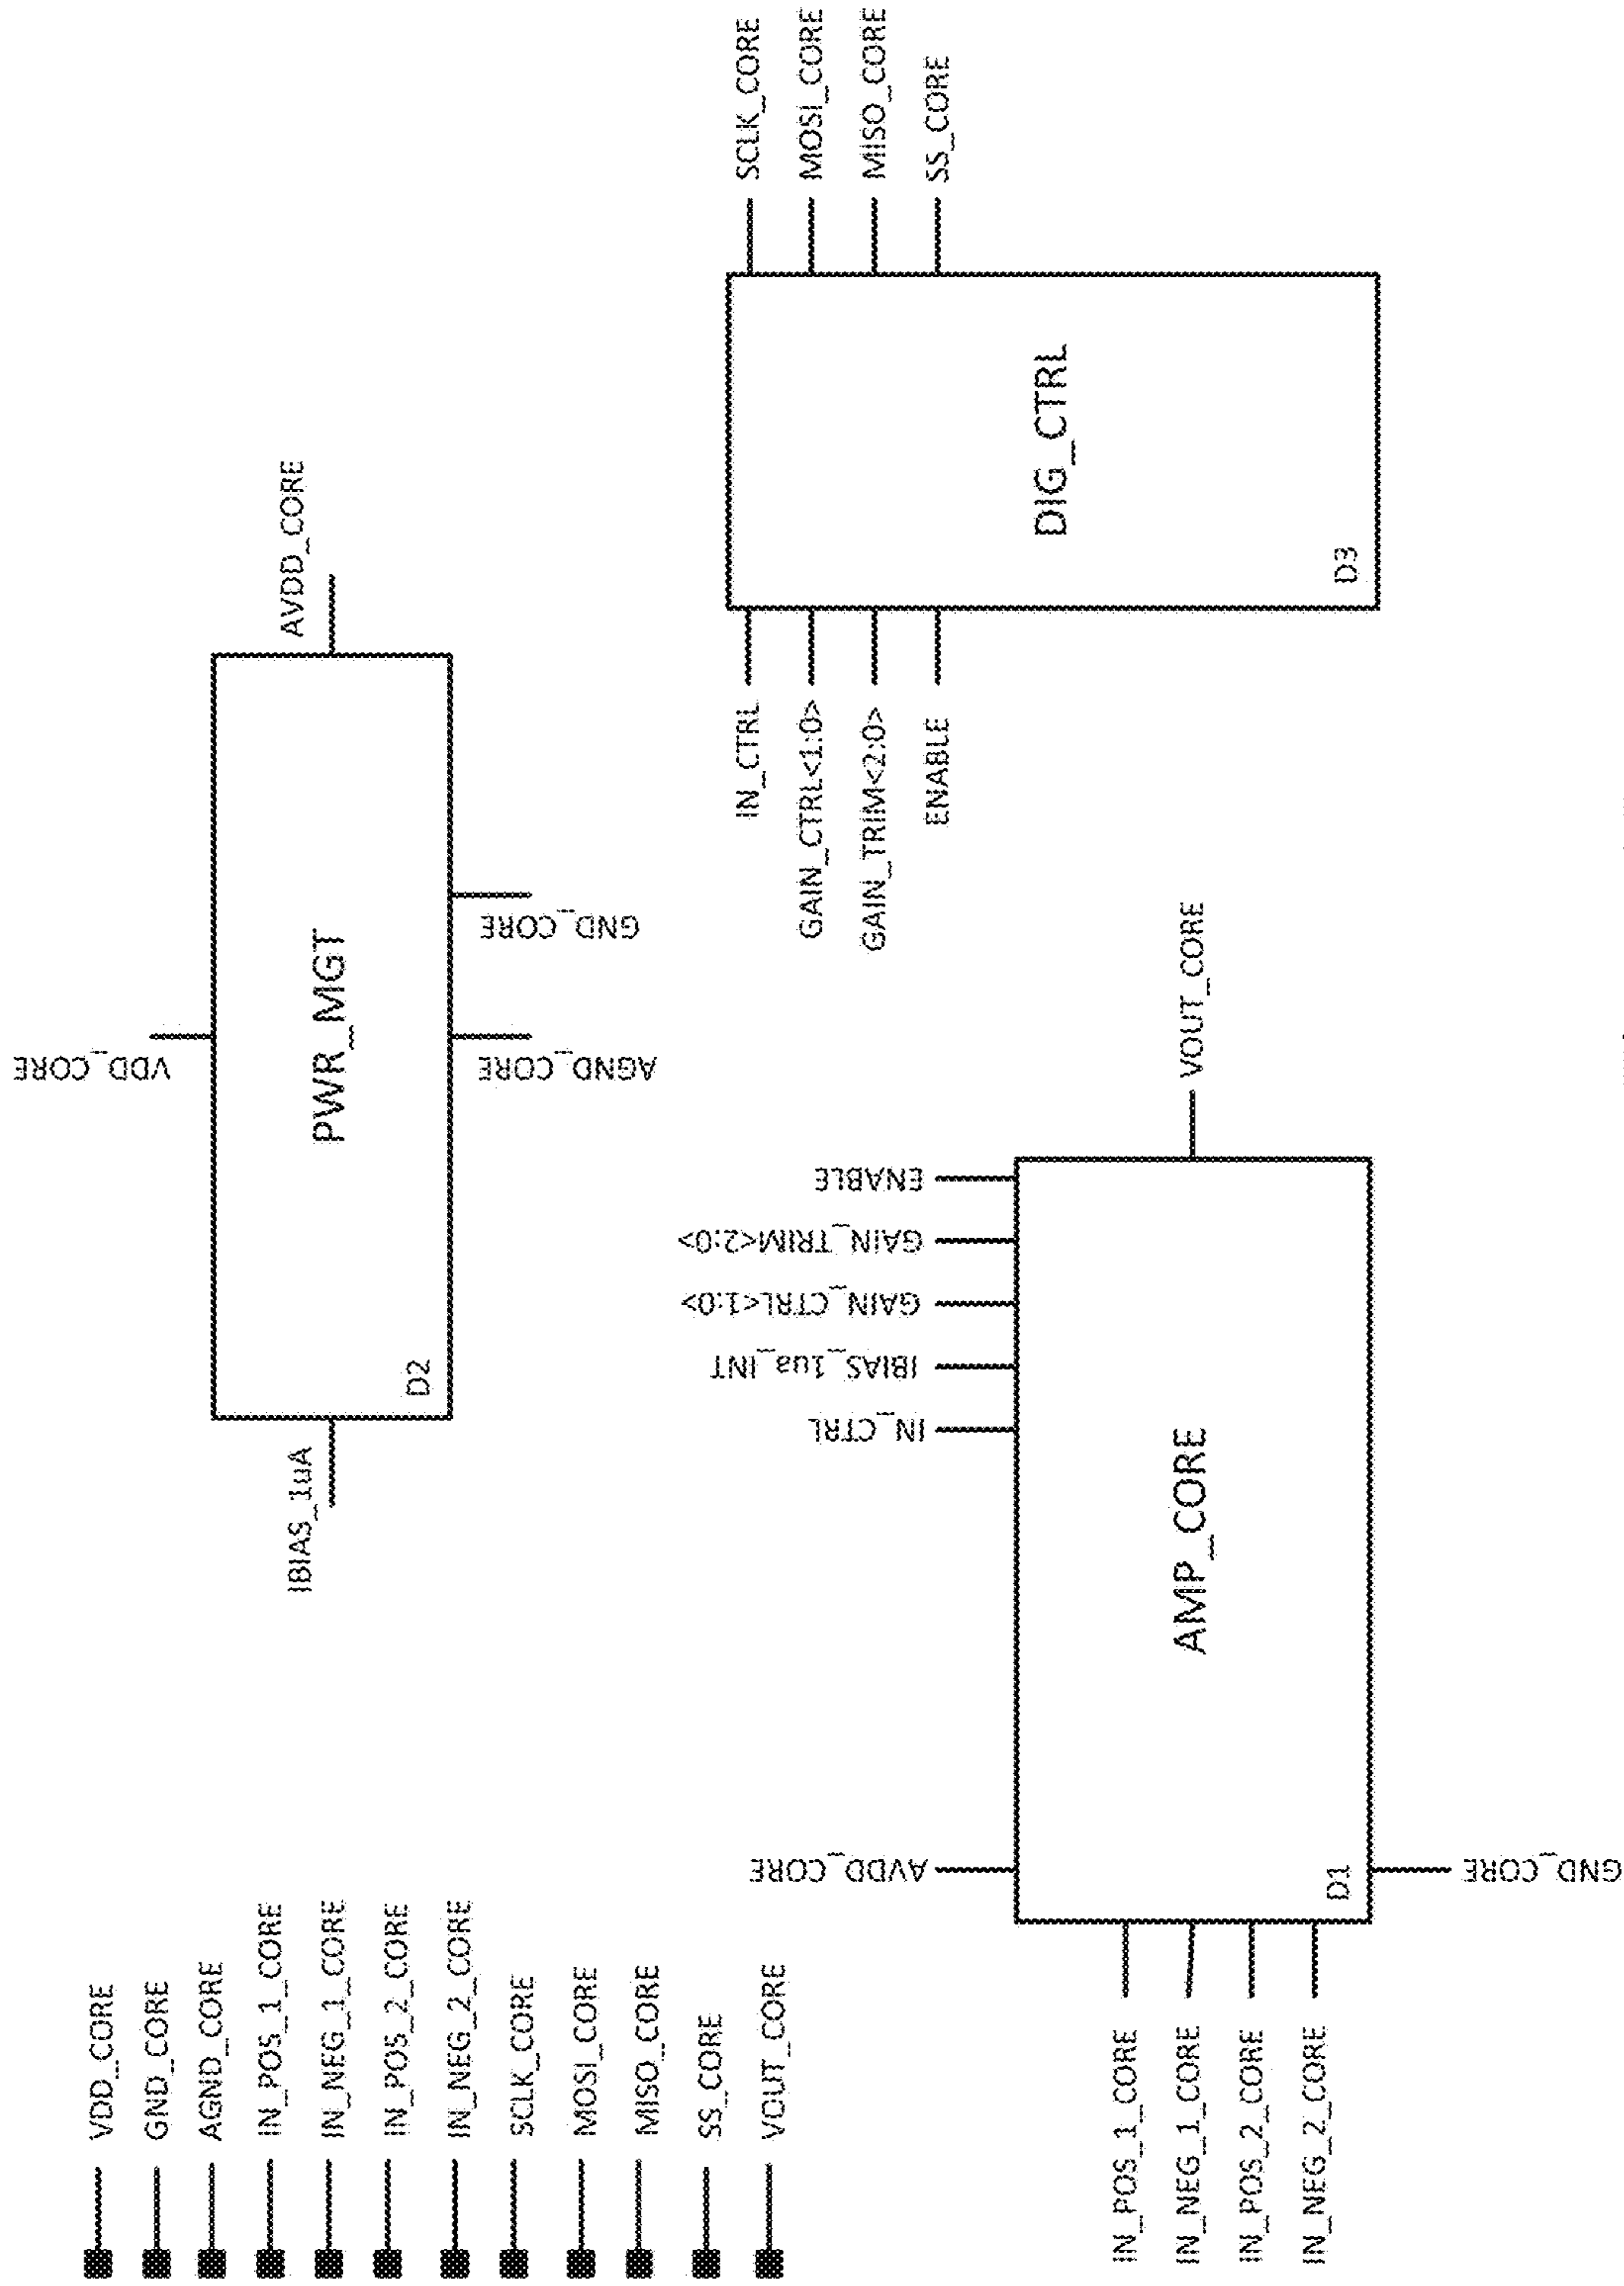 VDD_CORE
GND_CORE
AGND_CORE
IN_POS_1_CORE
IN_NEG_1_CORE
IN_POS_2_CORE
IN_NEG_2_CORE
SCLK_CORE
MOSI_CORE
MISO_CORE
SS_CORE
VOUT_CORE
VDD_CORE
IBIAS_1uA
PWR_MGT
D2
AVDD_CORE
AGND_CORE
GND_CORE
AVDD_CORE
IN_CTRL
IBIAS_1ua_INT
GAIN_CTRL<1:0>
GAIN_TRIM<2:0>
ENABLE
IN_POS_1_CORE
IN_NEG_1_CORE
IN_POS_2_CORE
IN_NEG_2_CORE
AMP_CORE
D1
VOUT_CORE
GND_CORE
IN_CTRL
GAIN_CTRL<1:0>
GAIN_TRIM<2:0>
ENABLE
DIG_CTRL
D3
SCLK_CORE
MOSI_CORE
MISO_CORE
SS_CORE